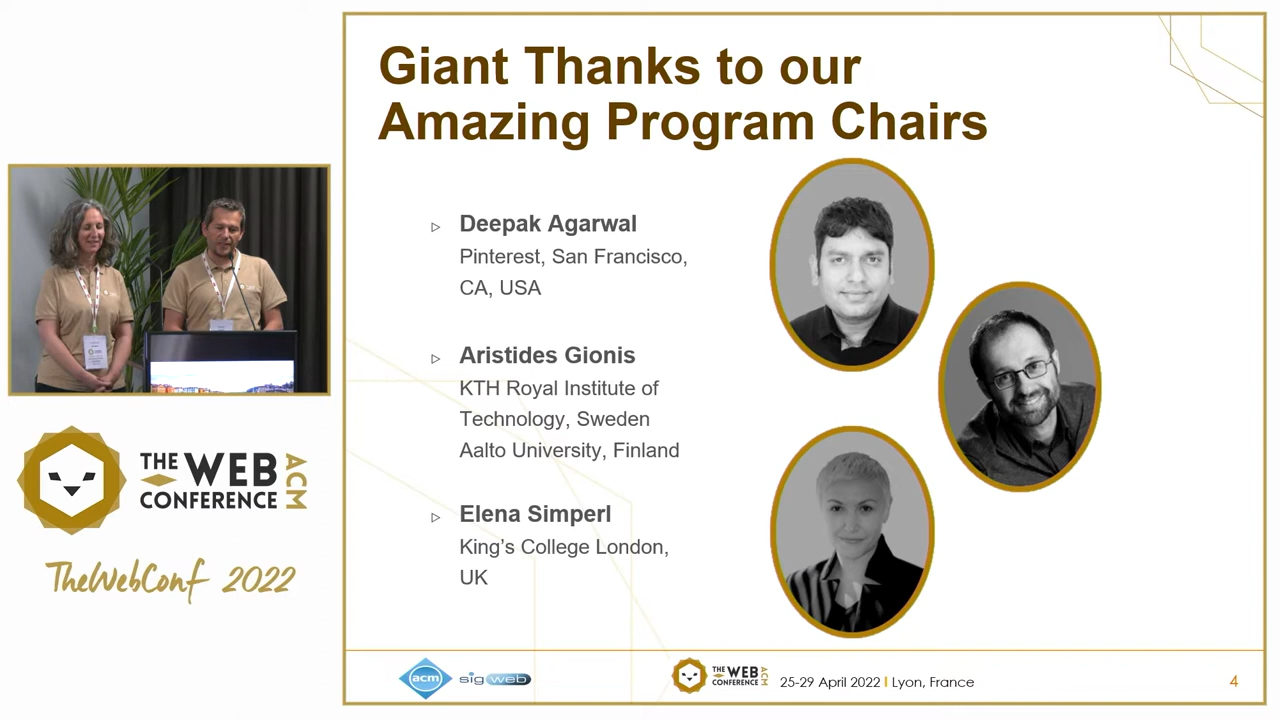 Giant Thanks to our
Amazing Program Chairs
▹ Deepak Agarwal
Pinterest, San Francisco,
CA, USA
▹ Aristides Gionis
KTH Royal Institute of
Technology, Sweden
Aalto University, Finland
▹ Elena Simperl
King's College London,
UK
THE WEB
CONFERENCE
ACM
TheWebConf 2022
acm
sigweb
THE WEB
CONFERENCE
ACM
25-29 April 2022 | Lyon, France
4